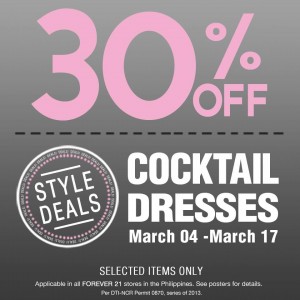 30%
OFF
STYLE
DEALS
COCKTAIL
DRESSES
March 04 -March 17
SELECTED ITEMS ONLY
Applicable in all FOREVER 21 stores in the Philippines. See posters for details.
Per DTI-NCR Permit 0870, series of 2013.